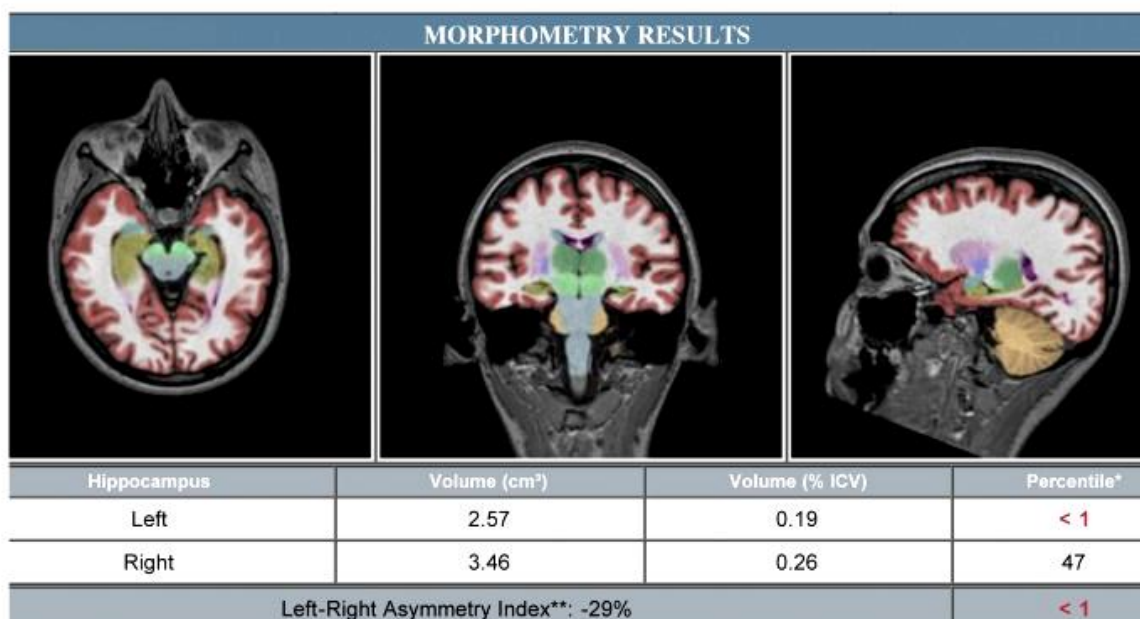 MORPHOMETRY RESULTS
Hippocampus Volume (cm³) Volume (% ICV) Percentile*
Left 2.57 0.19 < 1
Right 3.46 0.26 47
Left-Right Asymmetry Index**: -29% < 1